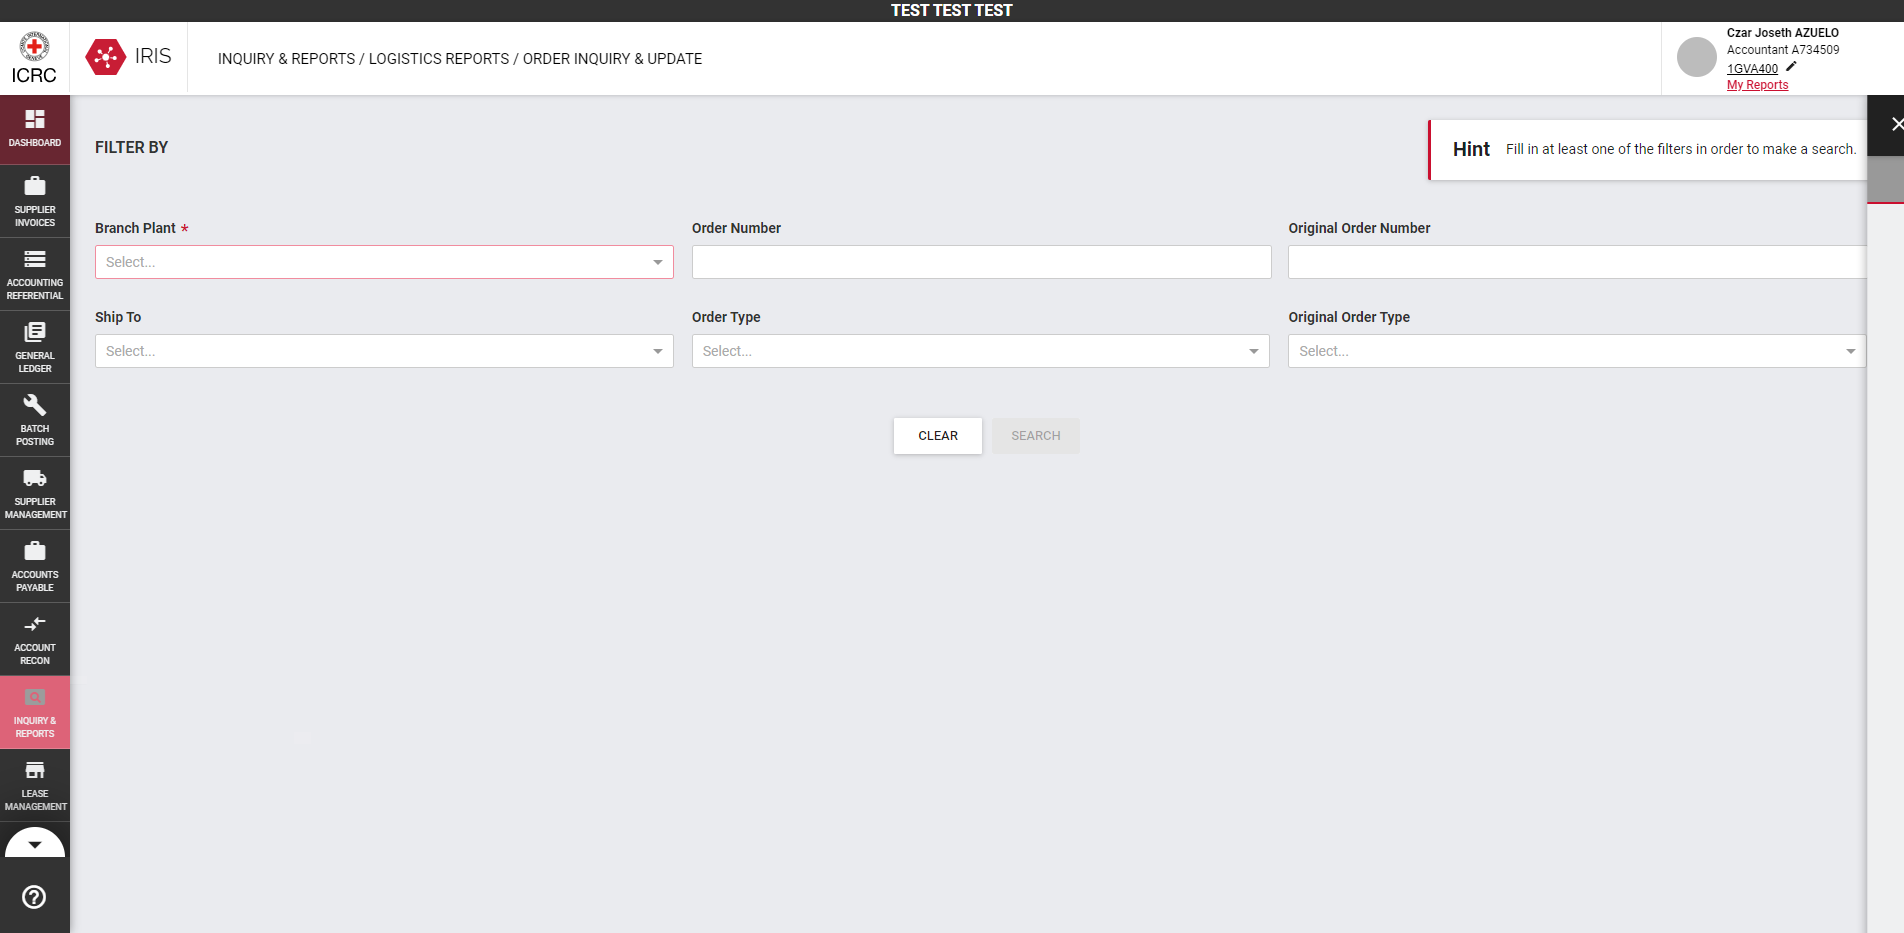 TEST TEST TEST
ICRC
IRIS
INQUIRY & REPORTS / LOGISTICS REPORTS / ORDER INQUIRY & UPDATE
Czar Joseth AZUELO
Accountant A734509
1GVA400
My Reports
DASHBOARD
SUPPLIER
INVOICES
ACCOUNTING
REFERENTIAL
GENERAL
LEDGER
BATCH
POSTING
SUPPLIER
MANAGEMENT
ACCOUNTS
PAYABLE
ACCOUNT
RECON
INQUIRY &
REPORTS
LEASE
MANAGEMENT
FILTER BY
Hint Fill in at least one of the filters in order to make a search.
Branch Plant * Order Number Original Order Number
Select...
Ship To Order Type Original Order Type
Select... Select... Select...
CLEAR SEARCH